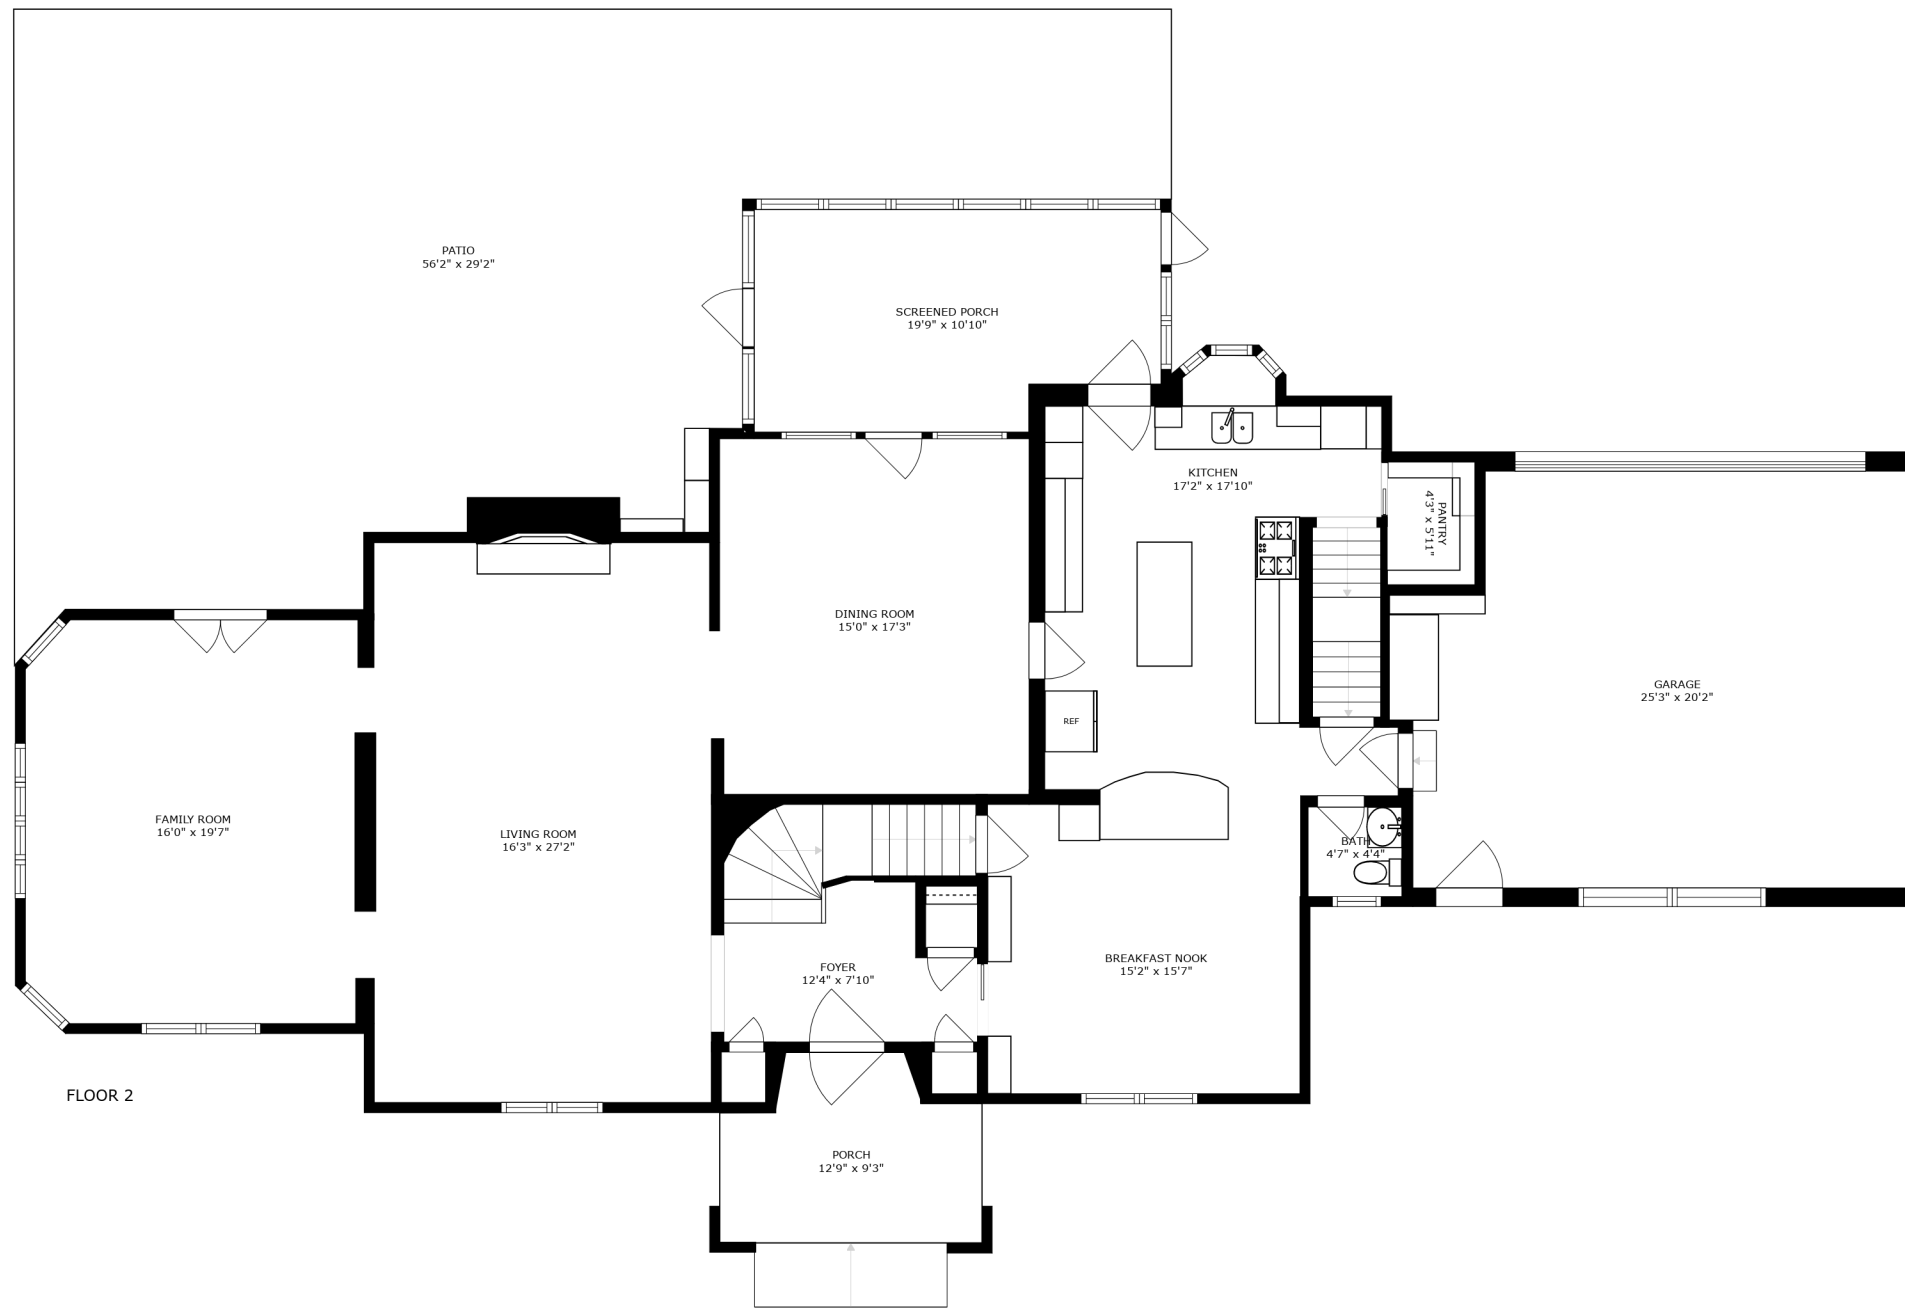 PATIO
56'2" x 29'2"
SCREENED PORCH
19'9" x 10'10"
KITCHEN
17'2" x 17'10"
PANTRY
4'3" x 5'11"
DINING ROOM
15'0" x 17'3"
GARAGE
25'3" x 20'2"
REF
FAMILY ROOM
16'0" x 19'7"
LIVING ROOM
16'3" x 27'2"
BATH
4'7" x 4'4"
FOYER
12'4" x 7'10"
BREAKFAST NOOK
15'2" x 15'7"
FLOOR 2
PORCH
12'9" x 9'3"